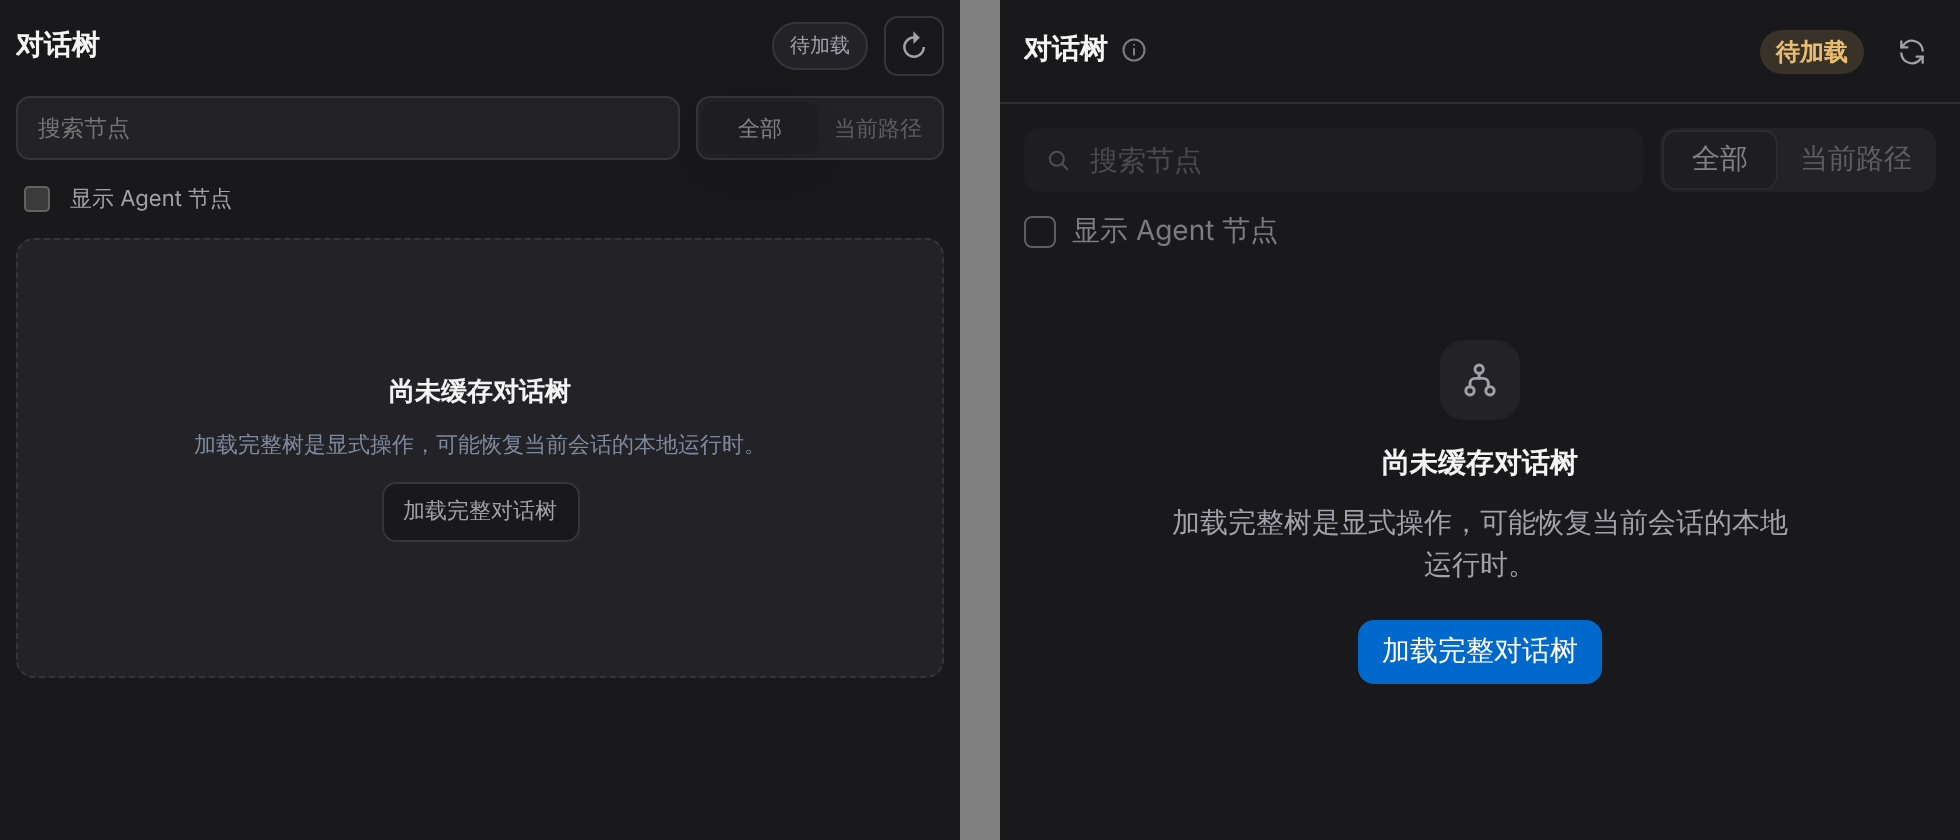 对话树
待加载
搜索节点
全部
当前路径
显示 Agent 节点
尚未缓存对话树
加载完整树是显式操作，可能恢复当前会话的本地运行时。
加载完整对话树
对话树
待加载
搜索节点
全部
当前路径
显示 Agent 节点
尚未缓存对话树
加载完整树是显式操作，可能恢复当前会话的本地
运行时。
加载完整对话树